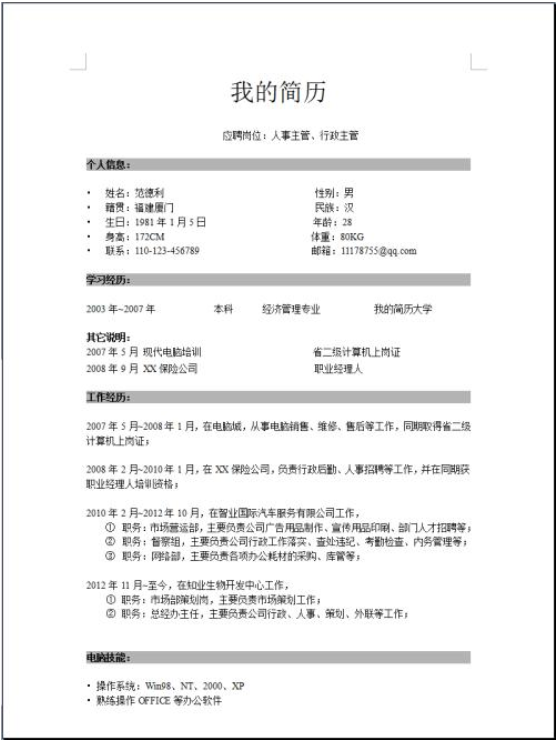 我的简历
应聘岗位：人事主管、行政主管
个人信息：
• 姓名：范德利 性别：男
• 籍贯：福建厦门 民族：汉
• 生日：1981 年 1 月 5 日 年龄：28
• 身高：172CM 体重：80KG
• 联系：110-123-456789 邮箱：11178755@qq.com
学习经历：
2003 年~2007 年 本科 经济管理专业 我的简历大学
其它说明：
2007 年 5 月 现代电脑培训 省二级计算机上岗证
2008 年 9 月 XX 保险公司 职业经理人
工作经历：
2007 年 5 月~2008 年 1 月，在电脑城，从事电脑销售、维修、售后等工作，同期取得省二级
计算机上岗证；
2008 年 2 月~2010 年 1 月，在 XX 保险公司，负责行政后勤、人事招聘等工作，并在同期获
职业经理人培训资格；
2010 年 2 月~2012 年 10 月，在智业国际汽车服务有限公司工作，
① 职务：市场营运部，主要负责公司广告用品制作、宣传用品印刷、部门人才招聘等；
② 职务：督察组，主要负责公司行政工作落实、查处违纪、考勤检查、内务管理等；
③ 职务：网络部，主要负责各项办公耗材的采购、库管等；
2012 年 11 月~至今，在知业生物开发中心工作，
① 职务：市场部策划岗，主要负责市场策划工作；
② 职务：总经办主任，主要负责公司行政、人事、策划、外联等工作；
电脑技能：
• 操作系统：Win98、NT、2000、XP
• 熟练操作 OFFICE 等办公软件